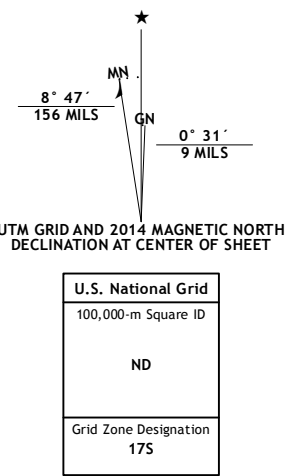 ★
MN
8° 47´
156 MILS
GN
0° 31´
9 MILS
UTM GRID AND 2014 MAGNETIC NORTH
DECLINATION AT CENTER OF SHEET
U.S. National Grid
100,000-m Square ID
ND
Grid Zone Designation
17S